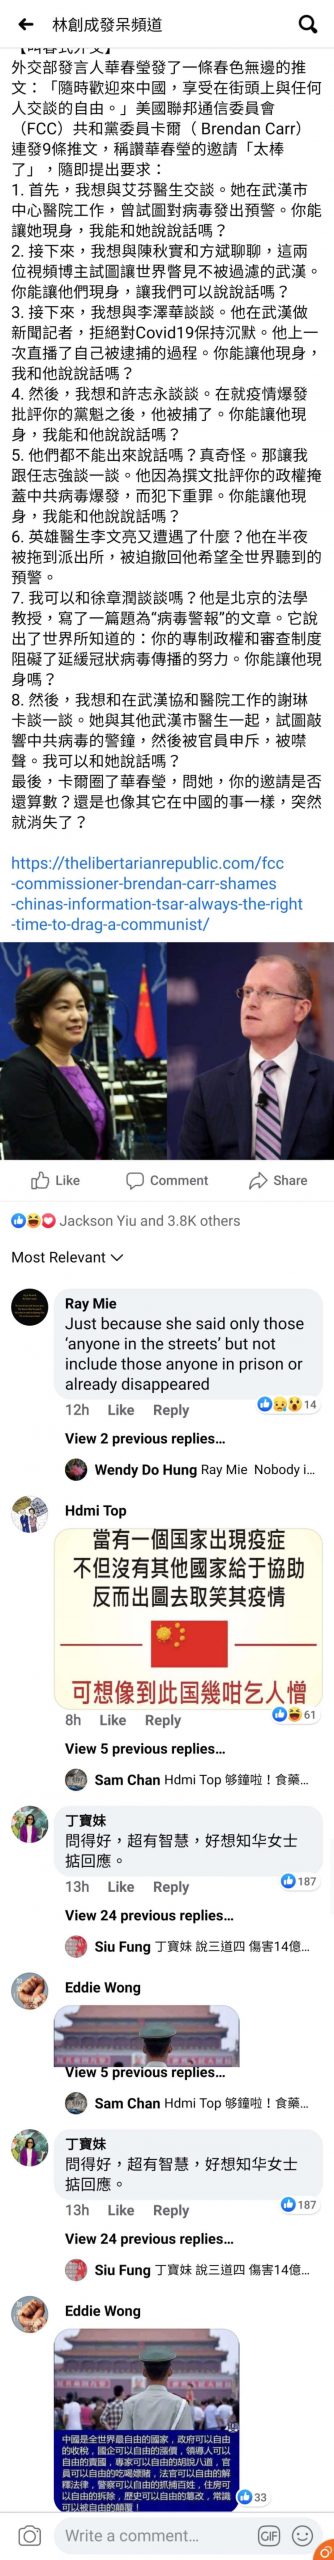 林創成發呆頻道
外交部發言人華春瑩發了一條春色無邊的推
文：「隨時歡迎來中國，享受在街頭上與任何
人交談的自由。」美國聯邦通信委員會
（FCC）共和黨委員卡爾（ Brendan Carr）
連發9條推文，稱讚華春瑩的邀請「太棒
了」，隨即提出要求：
1. 首先，我想與艾芬醫生交談。她在武漢市
中心醫院工作，曾試圖對病毒發出預警。你能
讓她現身，我能和她說說話嗎？
2. 接下來，我想與陳秋實和方斌聊聊，這兩
位視頻博主試圖讓世界瞥見不被過濾的武漢。
你能讓他們現身，讓我們可以說說話嗎？
3. 接下來，我想與李澤華談談。他在武漢做
新聞記者，拒絕對Covid19保持沉默。他上一
次直播了自己被逮捕的過程。你能讓他現身，
我和他說說話嗎？
4. 然後，我想和許志永談談。在就疫情爆發
批評你的黨魁之後，他被捕了。你能讓他現
身，我能和他說說話嗎？
5. 他們都不能出來說話嗎？真奇怪。那讓我
跟任志強談一談。他因為撰文批評你的政權掩
蓋中共病毒爆發，而犯下重罪。你能讓他現
身，我能和他說說話嗎？
6. 英雄醫生李文亮又遭遇了什麼？他在半夜
被拖到派出所，被迫撤回他希望全世界聽到的
預警。
7. 我可以和徐章潤談談嗎？他是北京的法學
教授，寫了一篇題為“病毒警報”的文章。它說
出了世界所知道的：你的專制政權和審查制度
阻礙了延緩冠狀病毒傳播的努力。你能讓他現
身嗎？
8. 然後，我想和在武漢協和醫院工作的謝琳
卡談一談。她與其他武漢市醫生一起，試圖敲
響中共病毒的警鐘，然後被官員申斥，被噤
聲。我可以和她說話嗎？
最後，卡爾圈了華春瑩，問她，你的邀請是否
還算數？還是也像其它在中國的事一樣，突然
就消失了？
https://thelibertarianrepublic.com/fcc
-commissioner-brendan-carr-shames
-chinas-information-tsar-always-the-right
-time-to-drag-a-communist/
Like Comment Share
Jackson Yiu and 3.8K others
Most Relevant
Ray Mie
Just because she said only those
‘anyone in the streets’ but not
include those anyone in prison or
already disappeared
12h Like Reply 14
View 2 previous replies...
Wendy Do Hung Ray Mie Nobody i...
Hdmi Top
當有一個国家出現疫症
不但沒有其他國家給于協助
反而出圖去取笑其疫情
可想像到此国幾咁乞人憎
8h Like Reply 61
View 5 previous replies...
Sam Chan Hdmi Top 够鐘啦！食藥...
丁寶妹
問得好，超有智慧，好想知华女士
掂回應。
13h Like Reply 187
View 24 previous replies...
Siu Fung 丁寶妹 說三道四 傷害14億...
Eddie Wong
View 5 previous replies...
Sam Chan Hdmi Top 够鐘啦！食藥...
丁寶妹
問得好，超有智慧，好想知华女士
掂回應。
13h Like Reply 187
View 24 previous replies...
Siu Fung 丁寶妹 說三道四 傷害14億...
Eddie Wong
中國是全世界最自由的國家，政府可以自由
的收稅，國企可以自由的漲價，領導人可以
自由的賣國，專家可以自由的胡說八道，官
員可以自由的吃喝嫖賭，法官可以自由的解
釋法律，警察可以自由的抓捕百姓，住房可
以自由的拆除，歷史可以自由的篡改，常識
可以被自由的顛覆！
33
Write a comment...
GIF